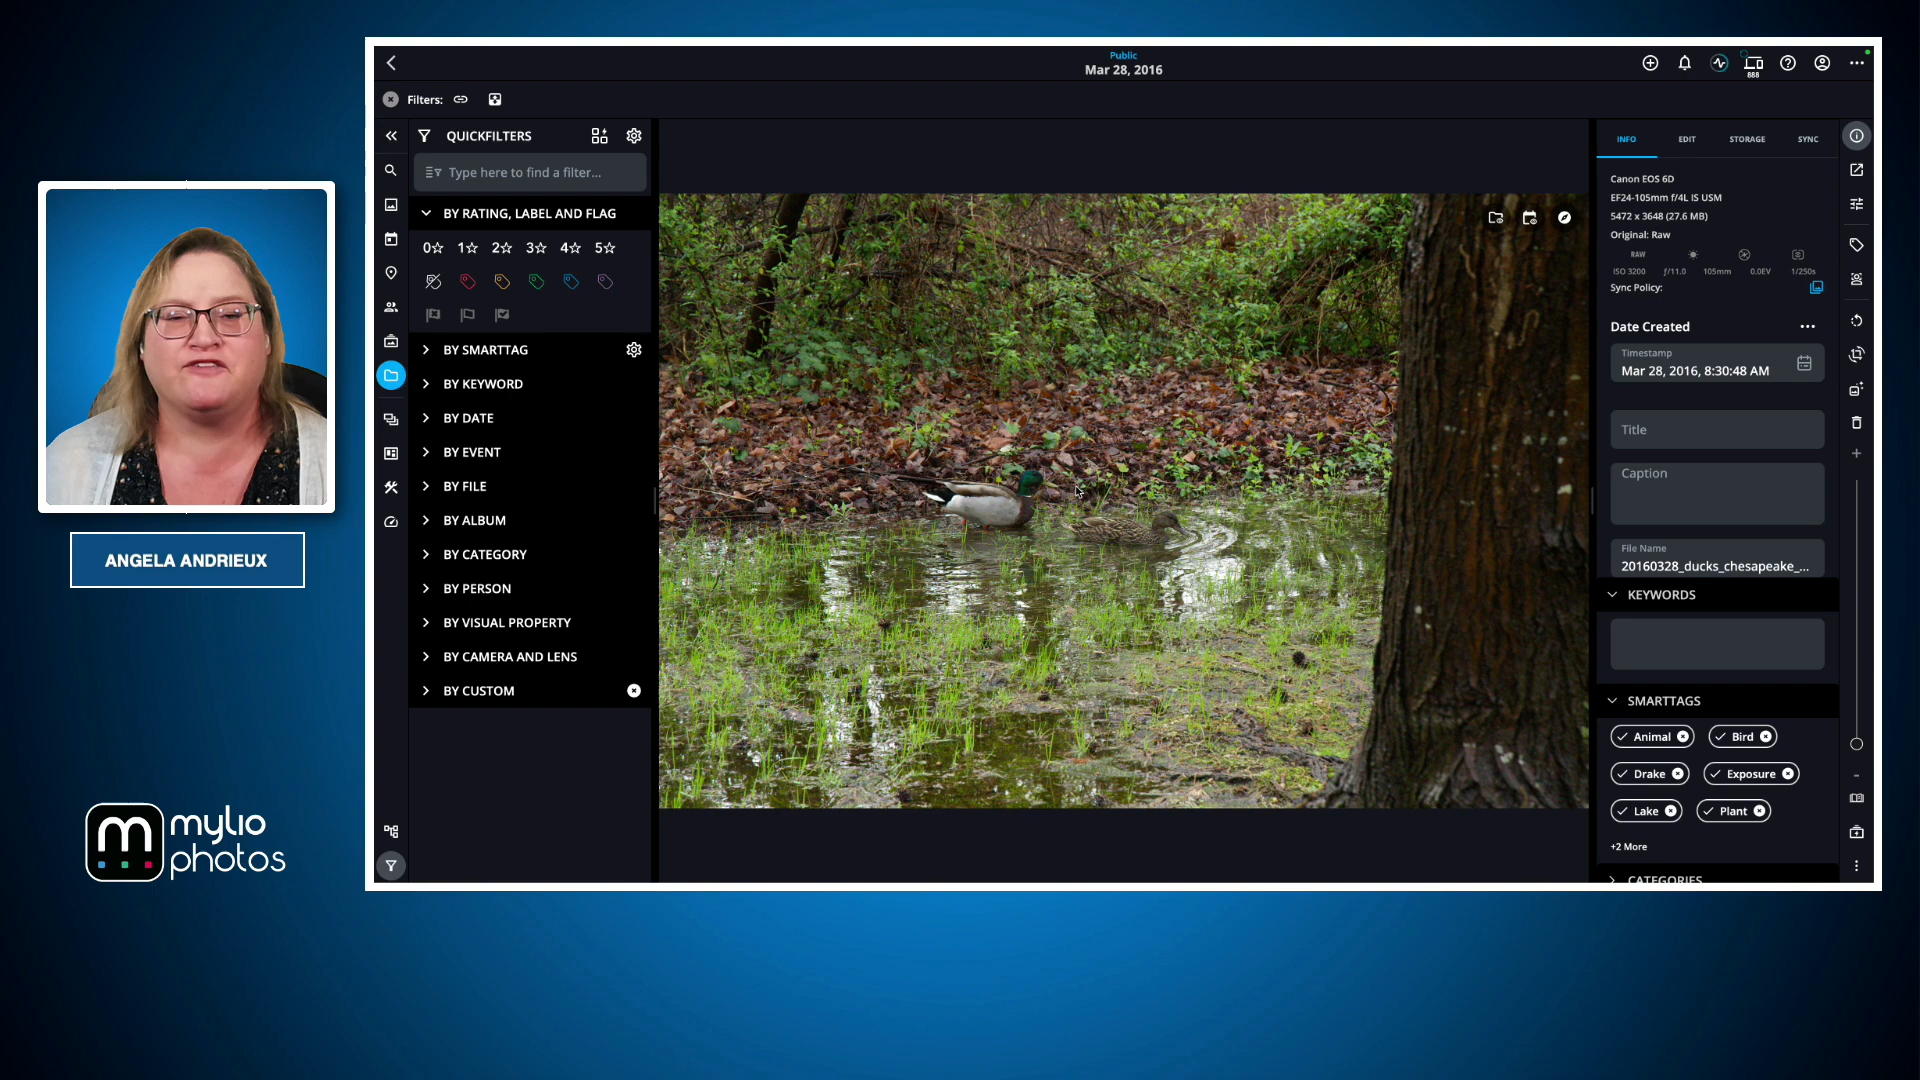 Public
Mar 28, 2016
888
Filters:
QUICKFILTERS
Type here to find a filter...
BY RATING, LABEL AND FLAG
0☆ 1☆ 2☆ 3☆ 4☆ 5☆
BY SMARTTAG
BY KEYWORD
BY DATE
BY EVENT
BY FILE
BY ALBUM
BY CATEGORY
BY PERSON
BY VISUAL PROPERTY
BY CAMERA AND LENS
BY CUSTOM
INFO EDIT STORAGE SYNC
Canon EOS 6D
EF24-105mm f/4L IS USM
5472 x 3648 (27.6 MB)
Original: Raw
RAW
ISO 3200 ƒ/11.0 105mm 0.0EV 1/250s
Sync Policy:
Date Created
Timestamp
Mar 28, 2016, 8:30:48 AM
Title
Caption
File Name
20160328_ducks_chesapeake_...
KEYWORDS
SMARTTAGS
Animal Bird
Drake Exposure
Lake Plant
+2 More
CATEGORIES
ANGELA ANDRIEUX
m
mylio
photos